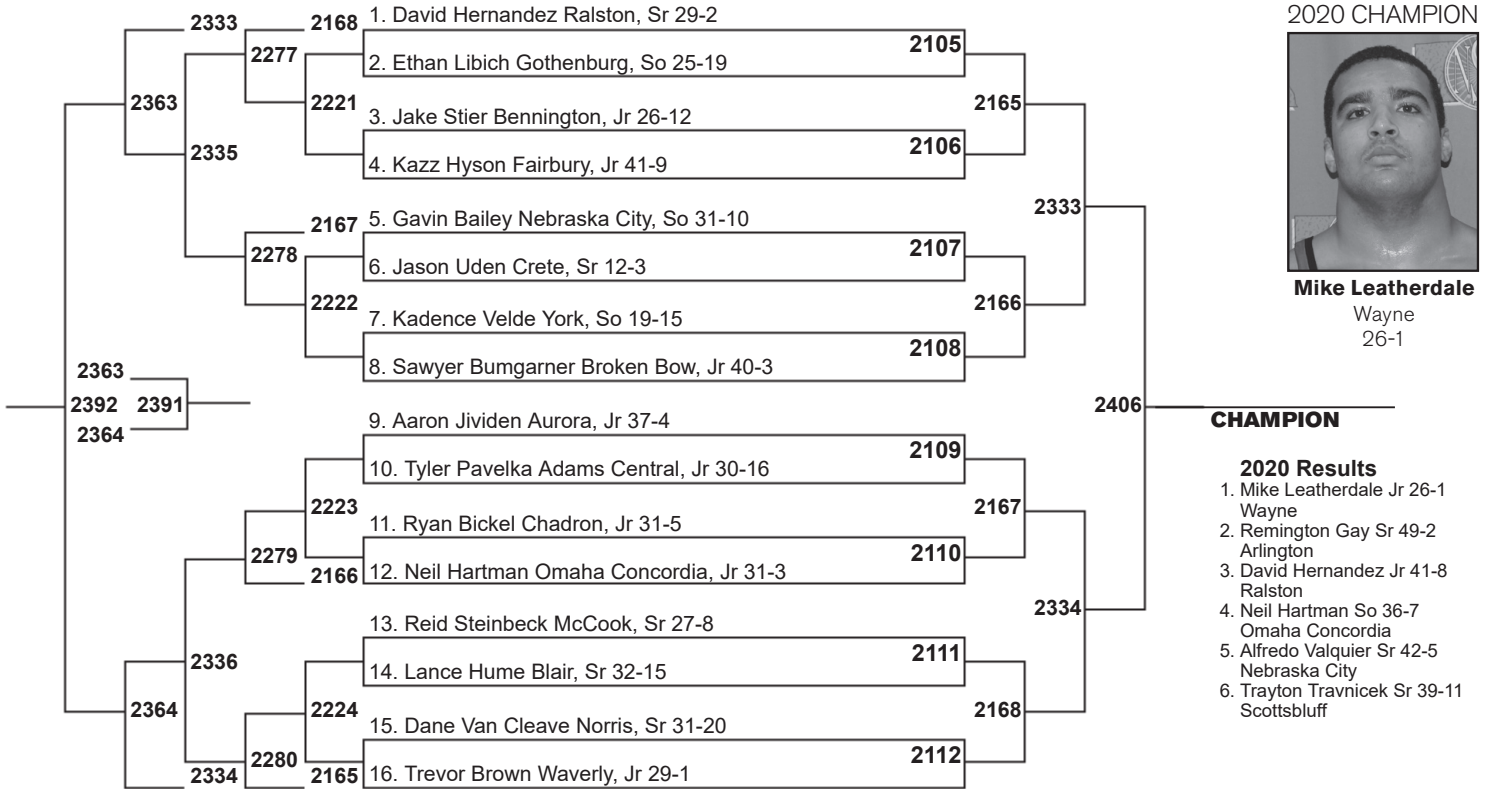 2020 CHAMPION
Mike Leatherdale
Wayne
26-1
2333
2168
1. David Hernandez Ralston, Sr 29-2
2105
2277
2. Ethan Libich Gothenburg, So 25-19
2363
2221
2165
3. Jake Stier Bennington, Jr 26-12
2106
2335
4. Kazz Hyson Fairbury, Jr 41-9
2333
2167
5. Gavin Bailey Nebraska City, So 31-10
2107
2278
6. Jason Uden Crete, Sr 12-3
2222
2166
7. Kadence Velde York, So 19-15
2108
8. Sawyer Bumgarner Broken Bow, Jr 40-3
2363
2392
2391
2364
2406
CHAMPION
9. Aaron Jividen Aurora, Jr 37-4
2109
10. Tyler Pavelka Adams Central, Jr 30-16
2223
2167
11. Ryan Bickel Chadron, Jr 31-5
2110
2279
2166
12. Neil Hartman Omaha Concordia, Jr 31-3
2334
13. Reid Steinbeck McCook, Sr 27-8
2111
2336
14. Lance Hume Blair, Sr 32-15
2364
2224
2168
15. Dane Van Cleave Norris, Sr 31-20
2112
2280
2334
2165
16. Trevor Brown Waverly, Jr 29-1
2020 Results
1. Mike Leatherdale Jr 26-1
Wayne
2. Remington Gay Sr 49-2
Arlington
3. David Hernandez Jr 41-8
Ralston
4. Neil Hartman So 36-7
Omaha Concordia
5. Alfredo Valquier Sr 42-5
Nebraska City
6. Trayton Travnicek Sr 39-11
Scottsbluff